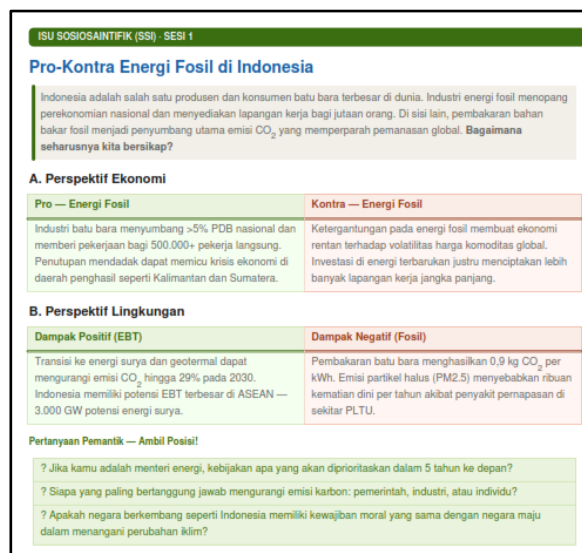 ISU SOSIOSAINTIFIK (SSI) · SESI 1
Pro-Kontra Energi Fosil di Indonesia
Indonesia adalah salah satu produsen dan konsumen batu bara terbesar di dunia. Industri energi fosil menopang
perekonomian nasional dan menyediakan lapangan kerja bagi jutaan orang. Di sisi lain, pembakaran bahan
bakar fosil menjadi penyumbang utama emisi CO₂ yang memperparah pemanasan global. Bagaimana
seharusnya kita bersikap?
A. Perspektif Ekonomi
Pro — Energi Fosil
Industri batu bara menyumbang >5% PDB nasional dan
memberi pekerjaan bagi 500.000+ pekerja langsung.
Penutupan mendadak dapat memicu krisis ekonomi di
daerah penghasil seperti Kalimantan dan Sumatera.
Kontra — Energi Fosil
Ketergantungan pada energi fosil membuat ekonomi
rentan terhadap volatilitas harga komoditas global.
Investasi di energi terbarukan justru menciptakan lebih
banyak lapangan kerja jangka panjang.
B. Perspektif Lingkungan
Dampak Positif (EBT)
Transisi ke energi surya dan geotermal dapat
mengurangi emisi CO₂ hingga 29% pada 2030.
Indonesia memiliki potensi EBT terbesar di ASEAN —
3.000 GW potensi energi surya.
Dampak Negatif (Fosil)
Pembakaran batu bara menghasilkan 0,9 kg CO₂ per
kWh. Emisi partikel halus (PM2.5) menyebabkan ribuan
kematian dini per tahun akibat penyakit pernapasan di
sekitar PLTU.
Pertanyaan Pemantik — Ambil Posisi!
? Jika kamu adalah menteri energi, kebijakan apa yang akan diprioritaskan dalam 5 tahun ke depan?
? Siapa yang paling bertanggung jawab mengurangi emisi karbon: pemerintah, industri, atau individu?
? Apakah negara berkembang seperti Indonesia memiliki kewajiban moral yang sama dengan negara maju
dalam menangani perubahan iklim?